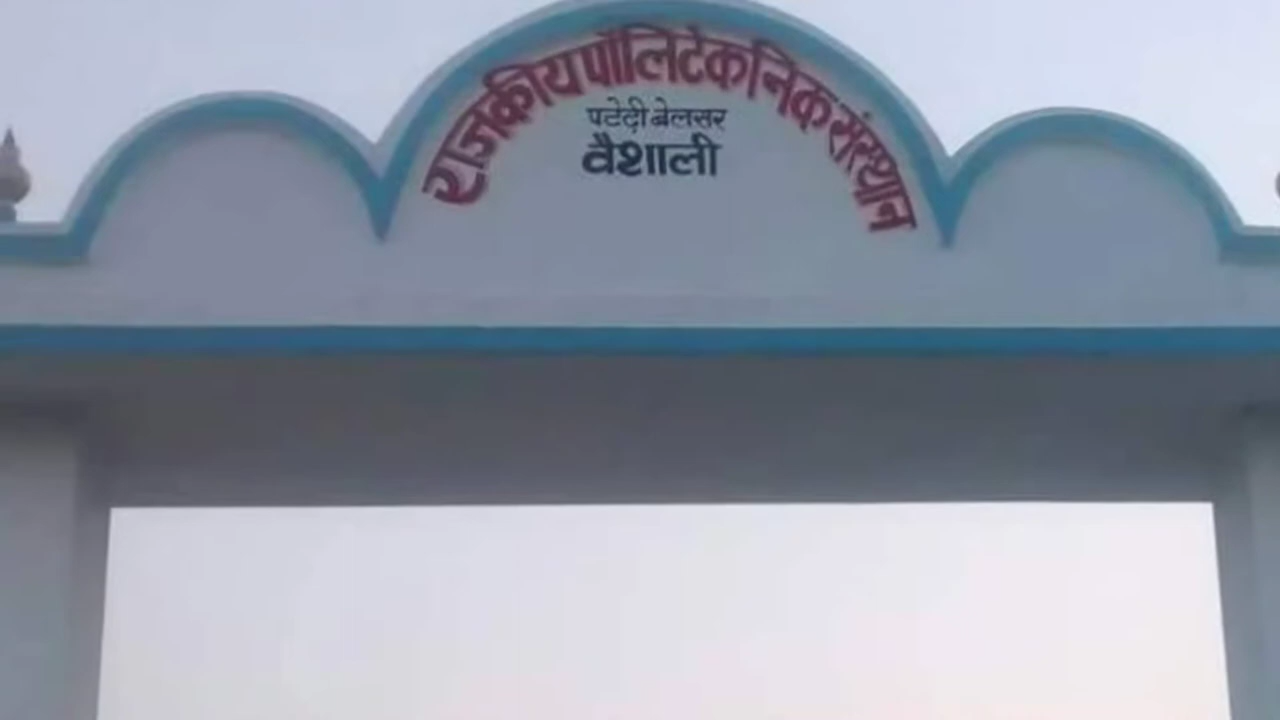 राजकीय पॉलिटेकनिक संस्थान
पटेढ़ी बेलसर
वैशाली